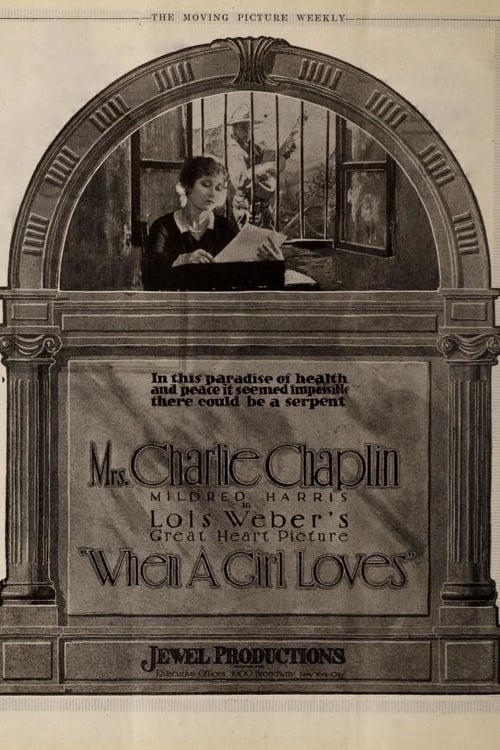 THE MOVING PICTURE WEEKLY
In this paradise of health
and peace it seemed impossible
there could be a serpent
Mrs. Charlie Chaplin
MILDRED HARRIS
in
Lois Weber's
Great Heart Picture
"When A Girl Loves"
JEWEL PRODUCTIONS
Executive Offices, 1600 Broadway, New York City